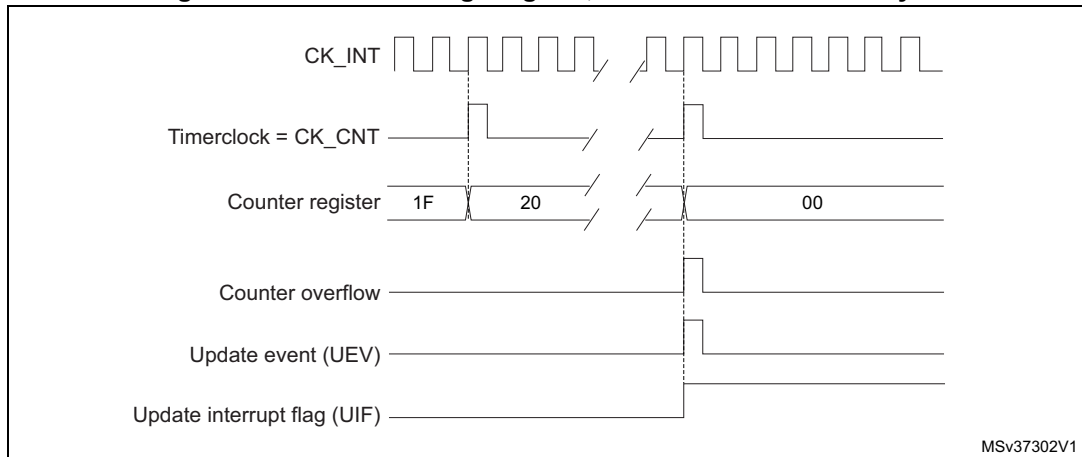 CK_INT
Timerclock = CK_CNT
Counter register 1F 20 00
Counter overflow
Update event (UEV)
Update interrupt flag (UIF)
MSv37302V1